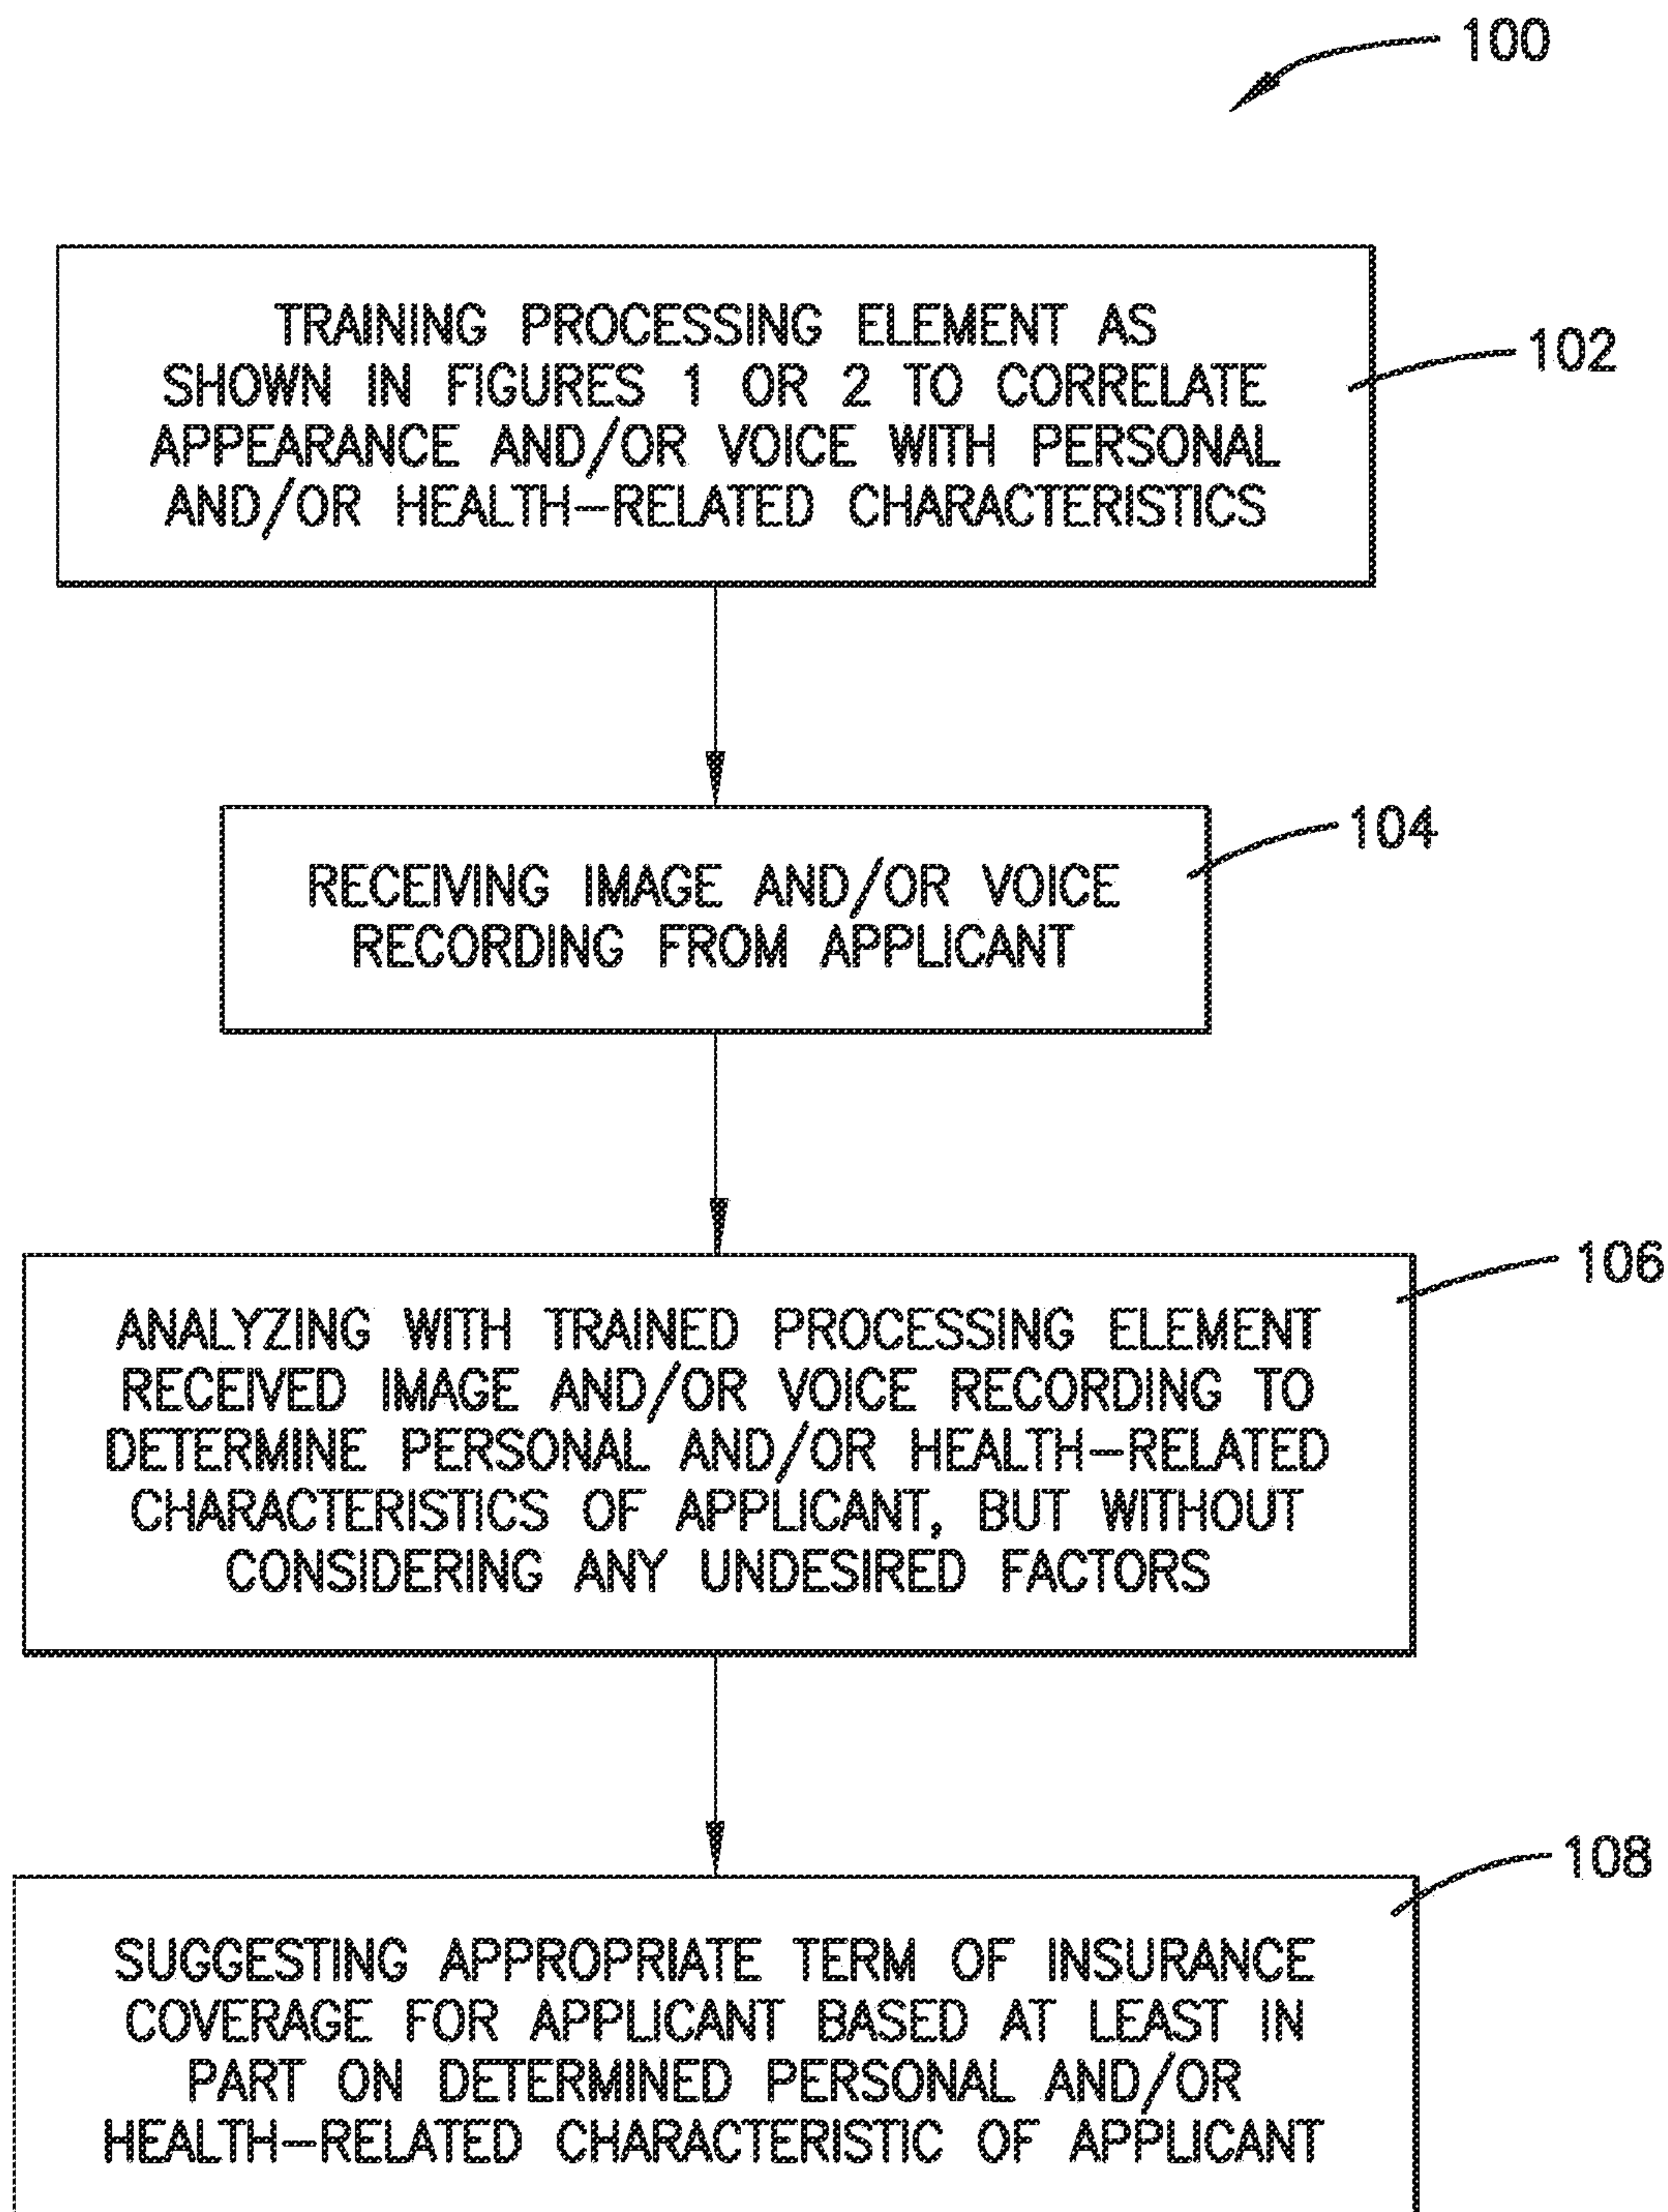 100
TRAINING PROCESSING ELEMENT AS
SHOWN IN FIGURES 1 OR 2 TO CORRELATE
APPEARANCE AND/OR VOICE WITH PERSONAL
AND/OR HEALTH-RELATED CHARACTERISTICS
102
RECEIVING IMAGE AND/OR VOICE
RECORDING FROM APPLICANT
104
ANALYZING WITH TRAINED PROCESSING ELEMENT
RECEIVED IMAGE AND/OR VOICE RECORDING TO
DETERMINE PERSONAL AND/OR HEALTH-RELATED
CHARACTERISTICS OF APPLICANT, BUT WITHOUT
CONSIDERING ANY UNDESIRED FACTORS
106
SUGGESTING APPROPRIATE TERM OF INSURANCE
COVERAGE FOR APPLICANT BASED AT LEAST IN
PART ON DETERMINED PERSONAL AND/OR
HEALTH-RELATED CHARACTERISTIC OF APPLICANT
108